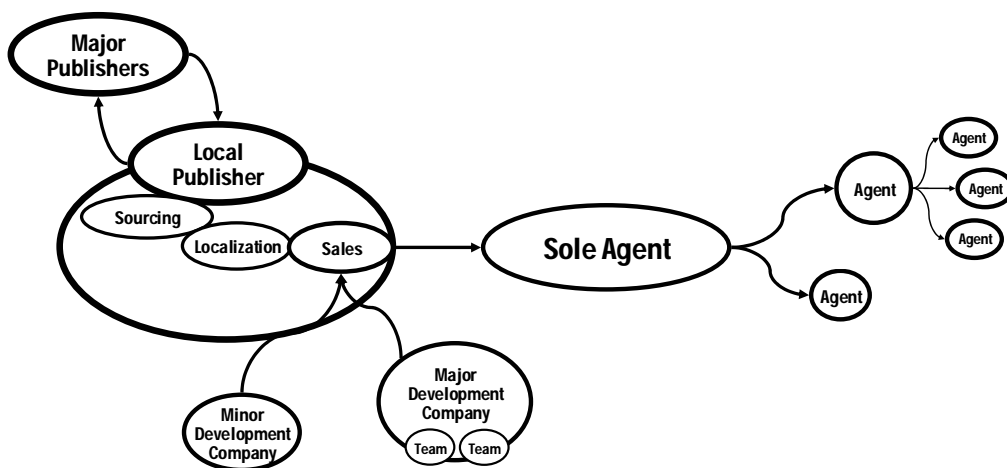 Major
Publishers
Local
Publisher
Sourcing
Localization
Sales
Sole Agent
Agent
Agent
Agent
Agent
Agent
Minor
Development
Company
Major
Development
Company
Team Team